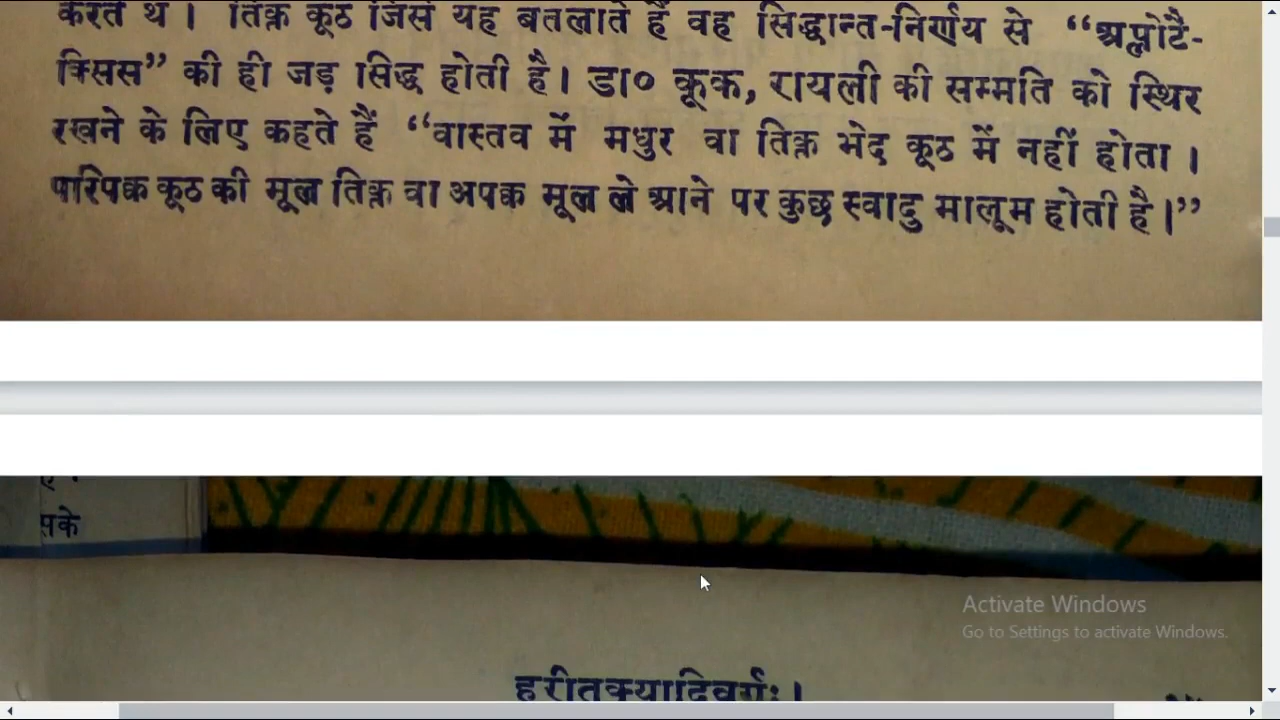 करते थे । तिक्त कूठ जिसे यह बतलाते हैं वह सिद्धान्त-निर्णय से “अप्लोटै-
क्सिस” की ही जड़ सिद्ध होती है। डा० कूक, रायली की सम्मति को स्थिर
रखने के लिए कहते हैं “वास्तव में मधुर वा तिक्त भेद कूठ में नहीं होता ।
परिपक्व कूठ की मूल तिक्त वा अपक्व मूल ले आने पर कुछ स्वादु मालूम होती है।”
सके
Activate Windows
Go to Settings to activate Windows.
हरीतक्यादिवर्गः ।